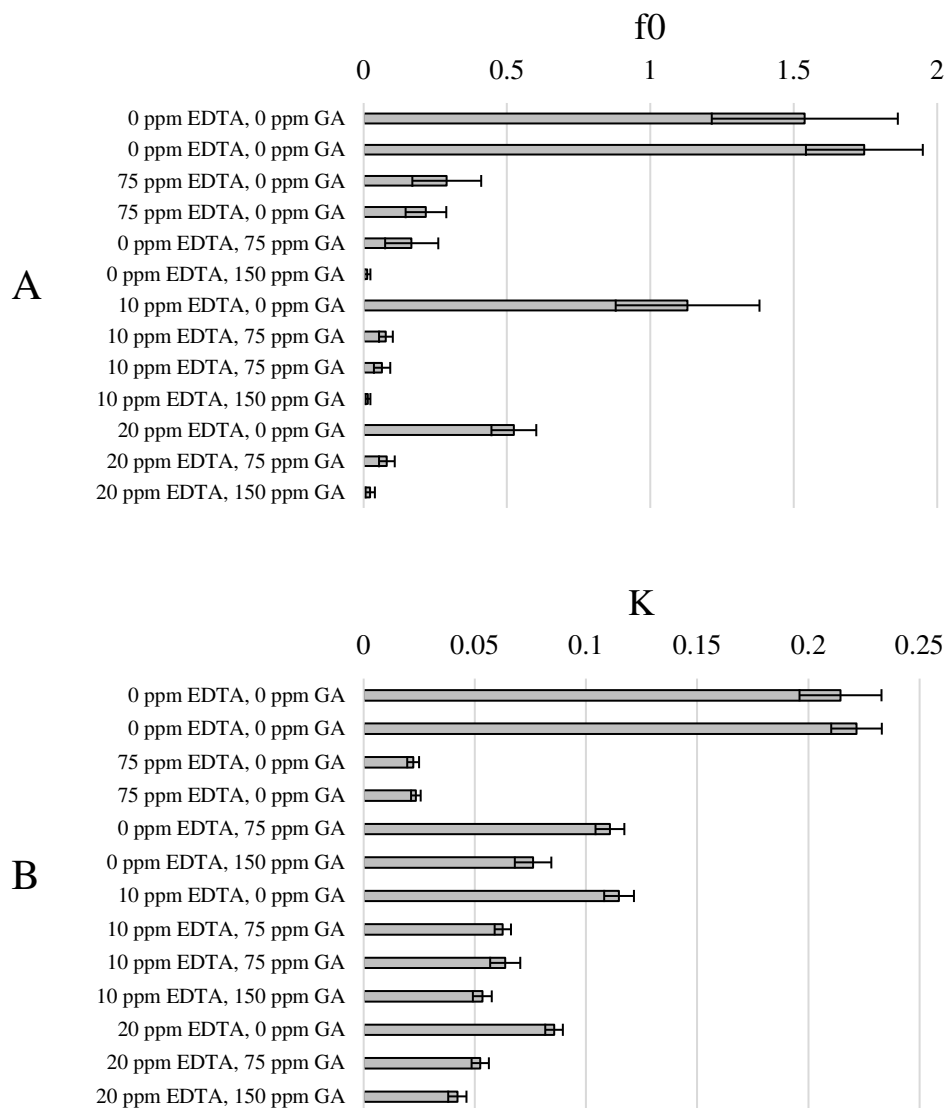 f0
0 0.5 1 1.5 2
0 ppm EDTA, 0 ppm GA
0 ppm EDTA, 0 ppm GA
75 ppm EDTA, 0 ppm GA
75 ppm EDTA, 0 ppm GA
0 ppm EDTA, 75 ppm GA
0 ppm EDTA, 150 ppm GA
A
10 ppm EDTA, 0 ppm GA
10 ppm EDTA, 75 ppm GA
10 ppm EDTA, 75 ppm GA
10 ppm EDTA, 150 ppm GA
20 ppm EDTA, 0 ppm GA
20 ppm EDTA, 75 ppm GA
20 ppm EDTA, 150 ppm GA
K
0 0.05 0.1 0.15 0.2 0.25
0 ppm EDTA, 0 ppm GA
0 ppm EDTA, 0 ppm GA
75 ppm EDTA, 0 ppm GA
75 ppm EDTA, 0 ppm GA
0 ppm EDTA, 75 ppm GA
0 ppm EDTA, 150 ppm GA
B
10 ppm EDTA, 0 ppm GA
10 ppm EDTA, 75 ppm GA
10 ppm EDTA, 75 ppm GA
10 ppm EDTA, 150 ppm GA
20 ppm EDTA, 0 ppm GA
20 ppm EDTA, 75 ppm GA
20 ppm EDTA, 150 ppm GA